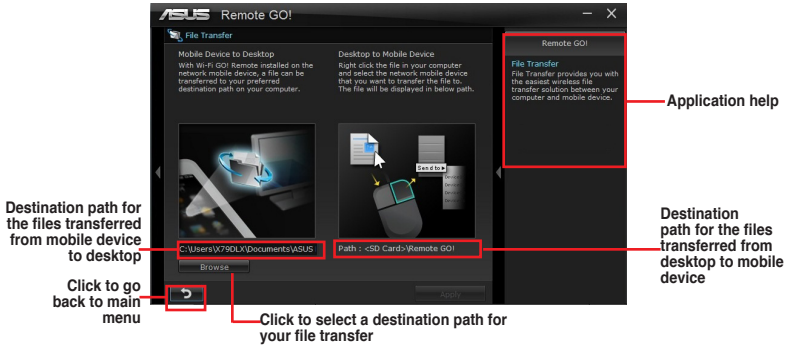 ASUS Remote GO!
File Transfer
Mobile Device to Desktop
With Wi-Fi GO! Remote installed on the
network mobile device, a file can be
transferred to your preferred
destination path on your computer.
Desktop to Mobile Device
Right click the file in your computer
and select the network mobile device
that you want to transfer the file to.
The file will be displayed in below path.
Send to
Device
Device
Device
Device
C:\Users\X79DLX\Documents\ASUS
Browse
Path : <SD Card>\Remote GO!
Apply
Remote GO!
File Transfer
File Transfer provides you with
the easiest wireless file
transfer solution between your
computer and mobile device.
Application help
Destination path for
the files transferred
from mobile device
to desktop
Click to go
back to main
menu
Click to select a destination path for
your file transfer
Destination
path for the files
transferred from
desktop to mobile
device